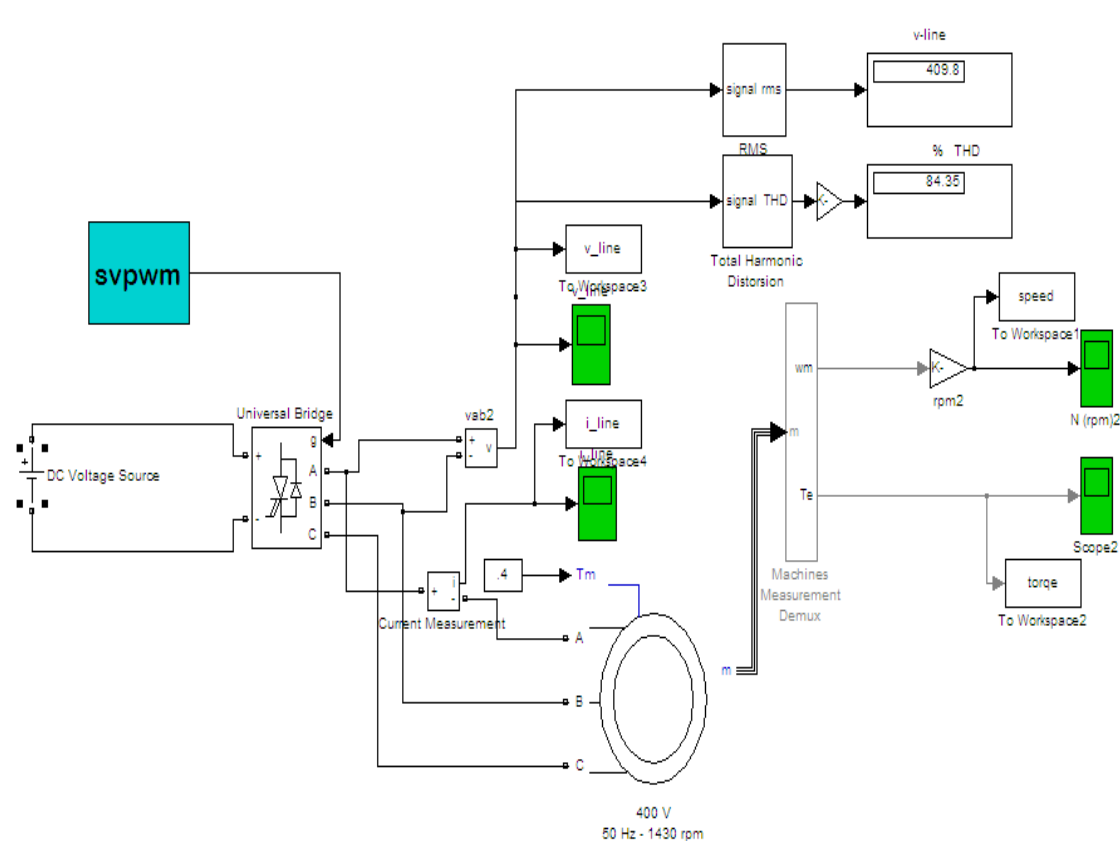 v-line
409.8
signal rms
RMS
% THD
84.35
signal THD
K-
Total Harmonic
Distorsion
v_line
To Workspace3
v_line
svpwm
speed
To Workspace1
wm
K-
rpm2
N (rpm)2
m
Universal Bridge
g
A
B
C
+
-
vab2
+
-
v
i_line
To Workspace4
i_line
+
DC Voltage Source
Te
Scope2
Machines
Measurement
Demux
torqe
To Workspace2
.4
Tm
+
i
-
Current Measurement
A
B
C
m
400 V
50 Hz - 1430 rpm